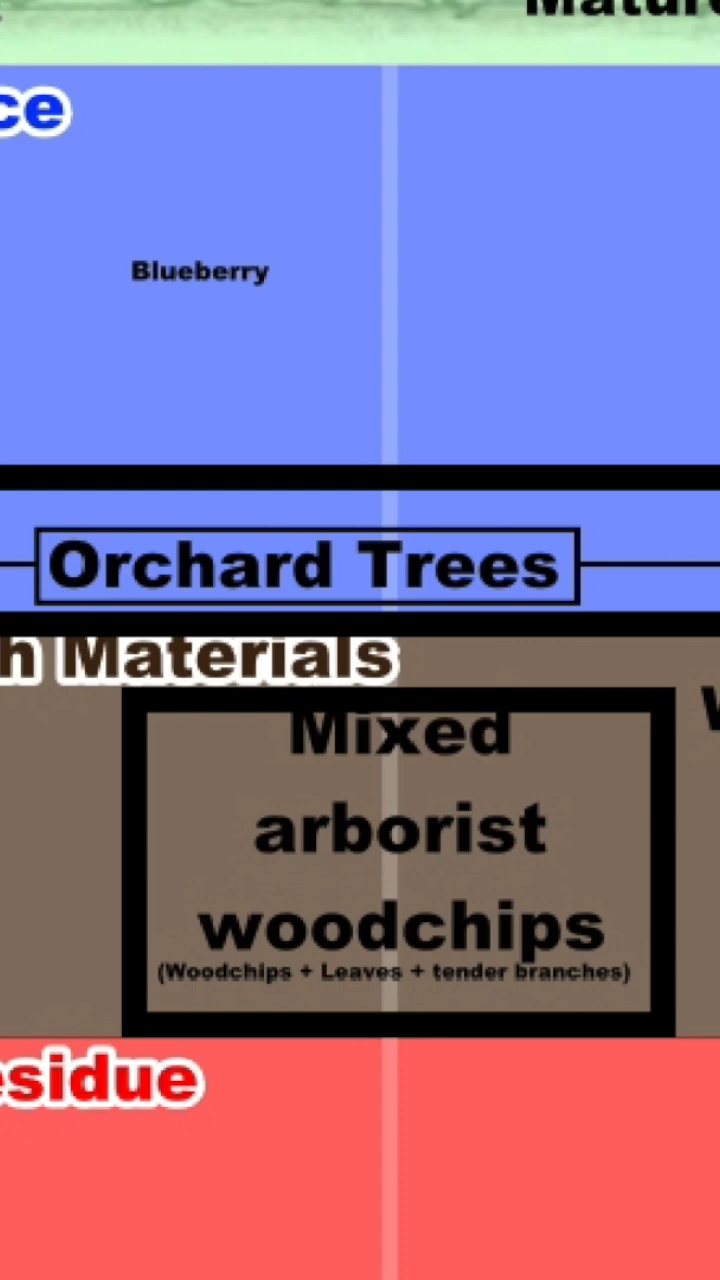 ce
Blueberry
Orchard Trees
h Materials
Mixed
arborist
woodchips
(Woodchips + Leaves + tender branches)
esidue